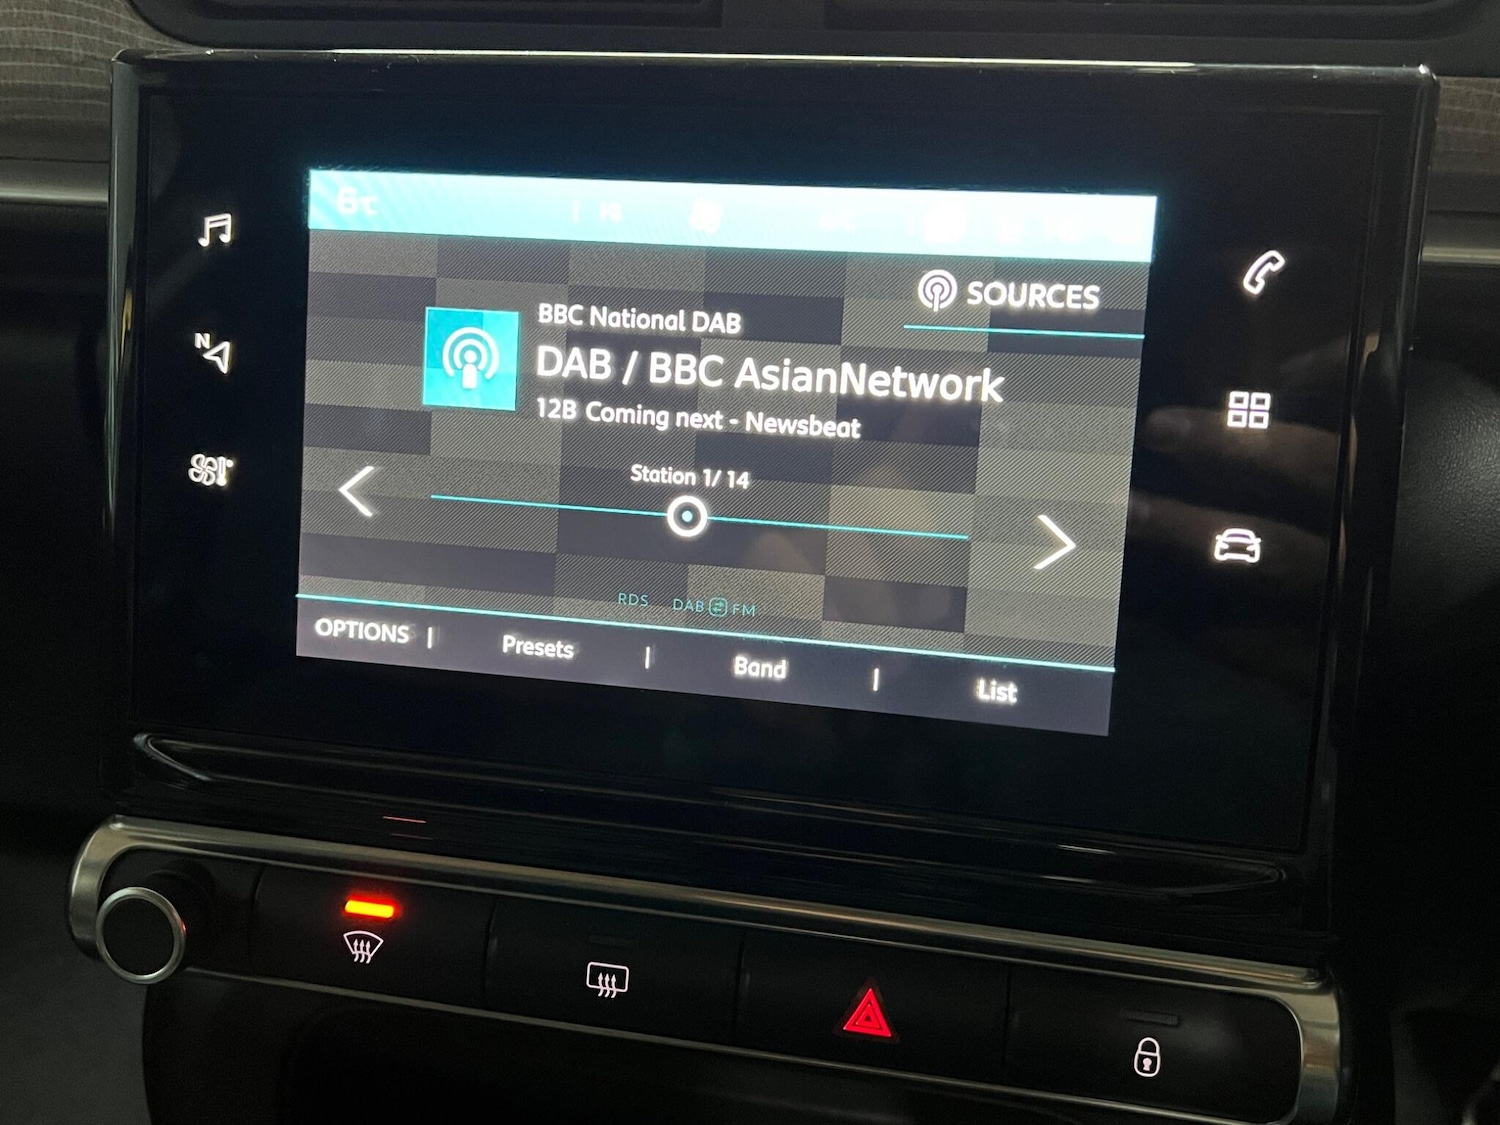 6°C
SOURCES
BBC National DAB
DAB / BBC AsianNetwork
12B Coming next - Newsbeat
Station 1/ 14
RDS DAB FM
OPTIONS | Presets | Band | List
N